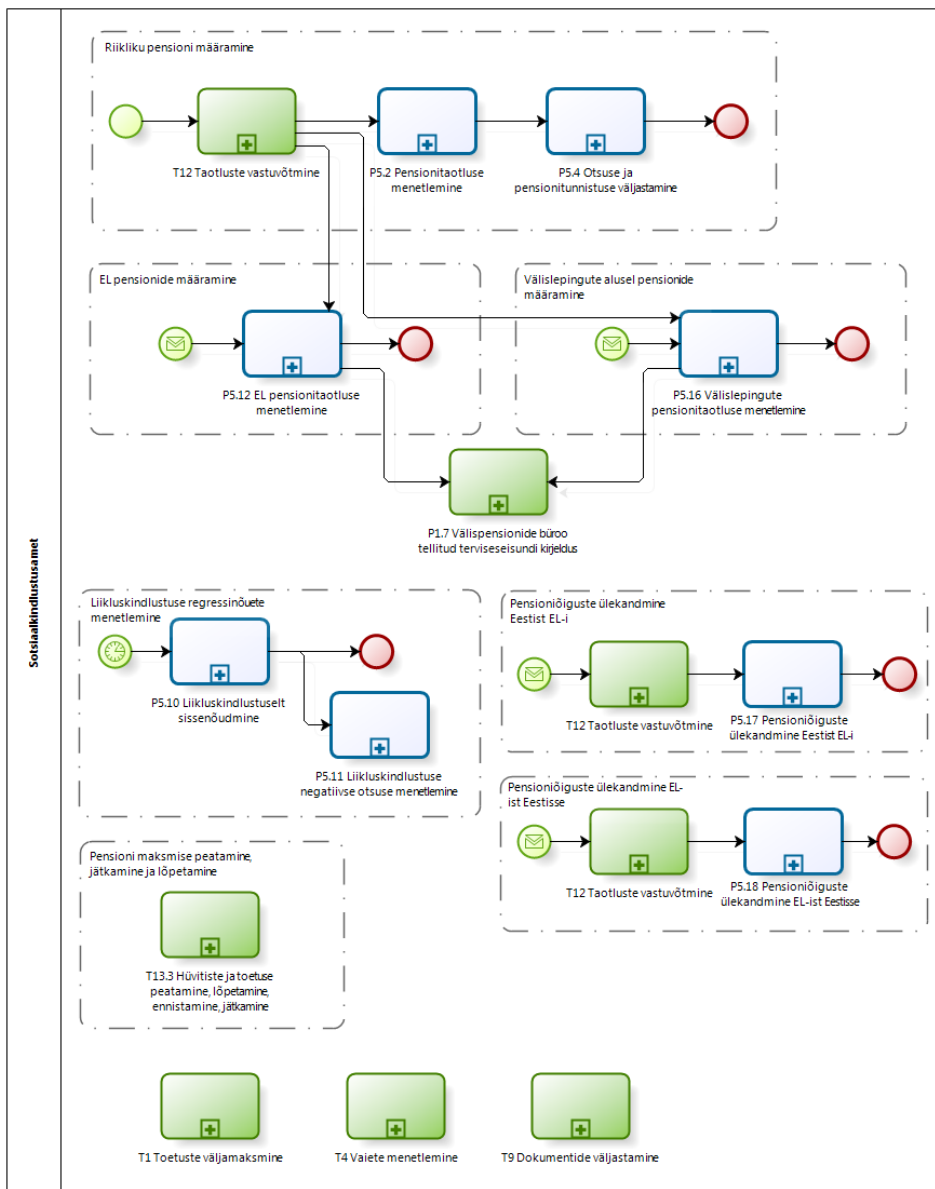 Sotsiaalkindlustusamet
Riikliku pensioni määramine
T12 Taotluste vastuvõtmine
P5.2 Pensionitaotluse
menetlemine
P5.4 Otsuse ja
pensionitunnistuse väljastamine
EL pensionide määramine
P5.12 EL pensionitaotluse
menetlemine
Välislepingute alusel pensionide
määramine
P5.16 Välislepingute
pensionitaotluse menetlemine
P1.7 Välispensionide büroo
tellitud terviseseisundi kirjeldus
Liikluskindlustuse regressinõuete
menetlemine
P5.10 Liikluskindlustuselt
sissenõudmine
P5.11 Liikluskindlustuse
negatiivse otsuse menetlemine
Pensioniõiguste ülekandmine
Eestist EL-i
T12 Taotluste vastuvõtmine
P5.17 Pensioniõiguste
ülekandmine Eestist EL-i
Pensioniõiguste ülekandmine EL-
ist Eestisse
T12 Taotluste vastuvõtmine
P5.18 Pensioniõiguste
ülekandmine EL-ist Eestisse
Pensioni maksmise peatamine,
jätkamine ja lõpetamine
T13.3 Hüvitiste ja toetuse
peatamine, lõpetamine,
ennistamine, jätkamine
T1 Toetuste väljamaksmine
T4 Vaiete menetlemine
T9 Dokumentide väljastamine